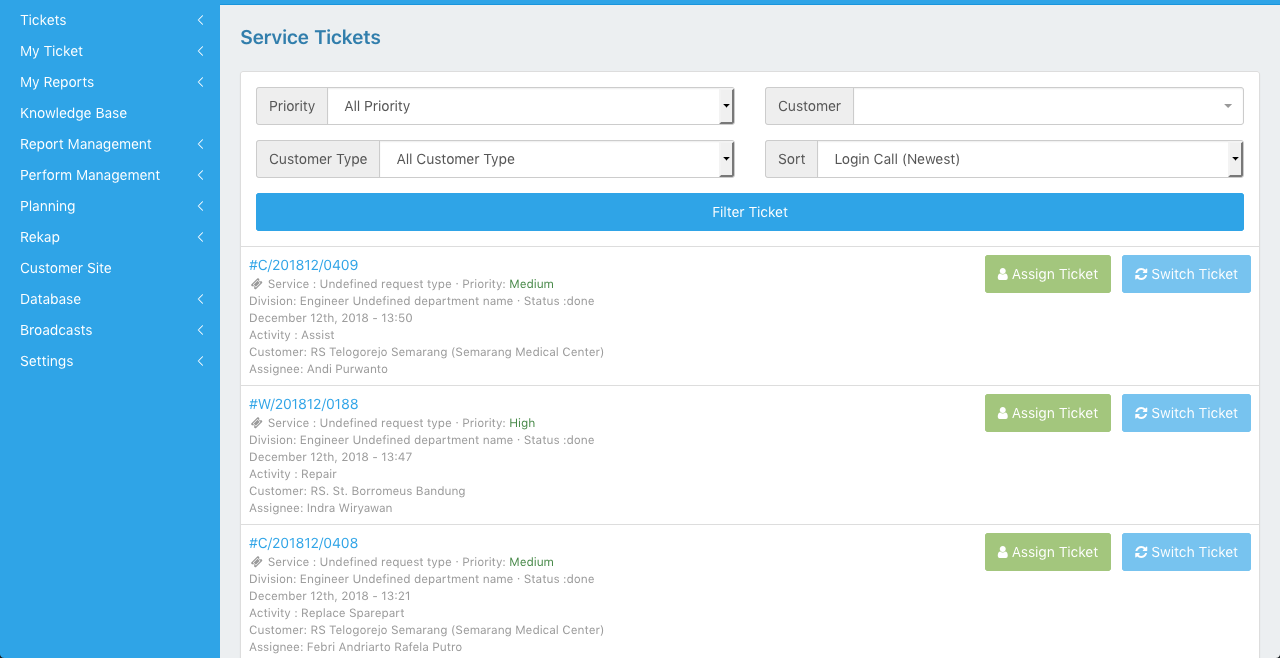 Tickets
My Ticket
My Reports
Knowledge Base
Report Management
Perform Management
Planning
Rekap
Customer Site
Database
Broadcasts
Settings
Service Tickets
Priority All Priority
Customer
Customer Type All Customer Type
Sort Login Call (Newest)
Filter Ticket
#C/201812/0409
Assign Ticket Switch Ticket
Service : Undefined request type · Priority: Medium
Division: Engineer Undefined department name · Status :done
December 12th, 2018 - 13:50
Activity : Assist
Customer: RS Telogorejo Semarang (Semarang Medical Center)
Assignee: Andi Purwanto
#W/201812/0188
Assign Ticket Switch Ticket
Service : Undefined request type · Priority: High
Division: Engineer Undefined department name · Status :done
December 12th, 2018 - 13:47
Activity : Repair
Customer: RS. St. Borromeus Bandung
Assignee: Indra Wiryawan
#C/201812/0408
Assign Ticket Switch Ticket
Service : Undefined request type · Priority: Medium
Division: Engineer Undefined department name · Status :done
December 12th, 2018 - 13:21
Activity : Replace Sparepart
Customer: RS Telogorejo Semarang (Semarang Medical Center)
Assignee: Febri Andriarto Rafela Putro